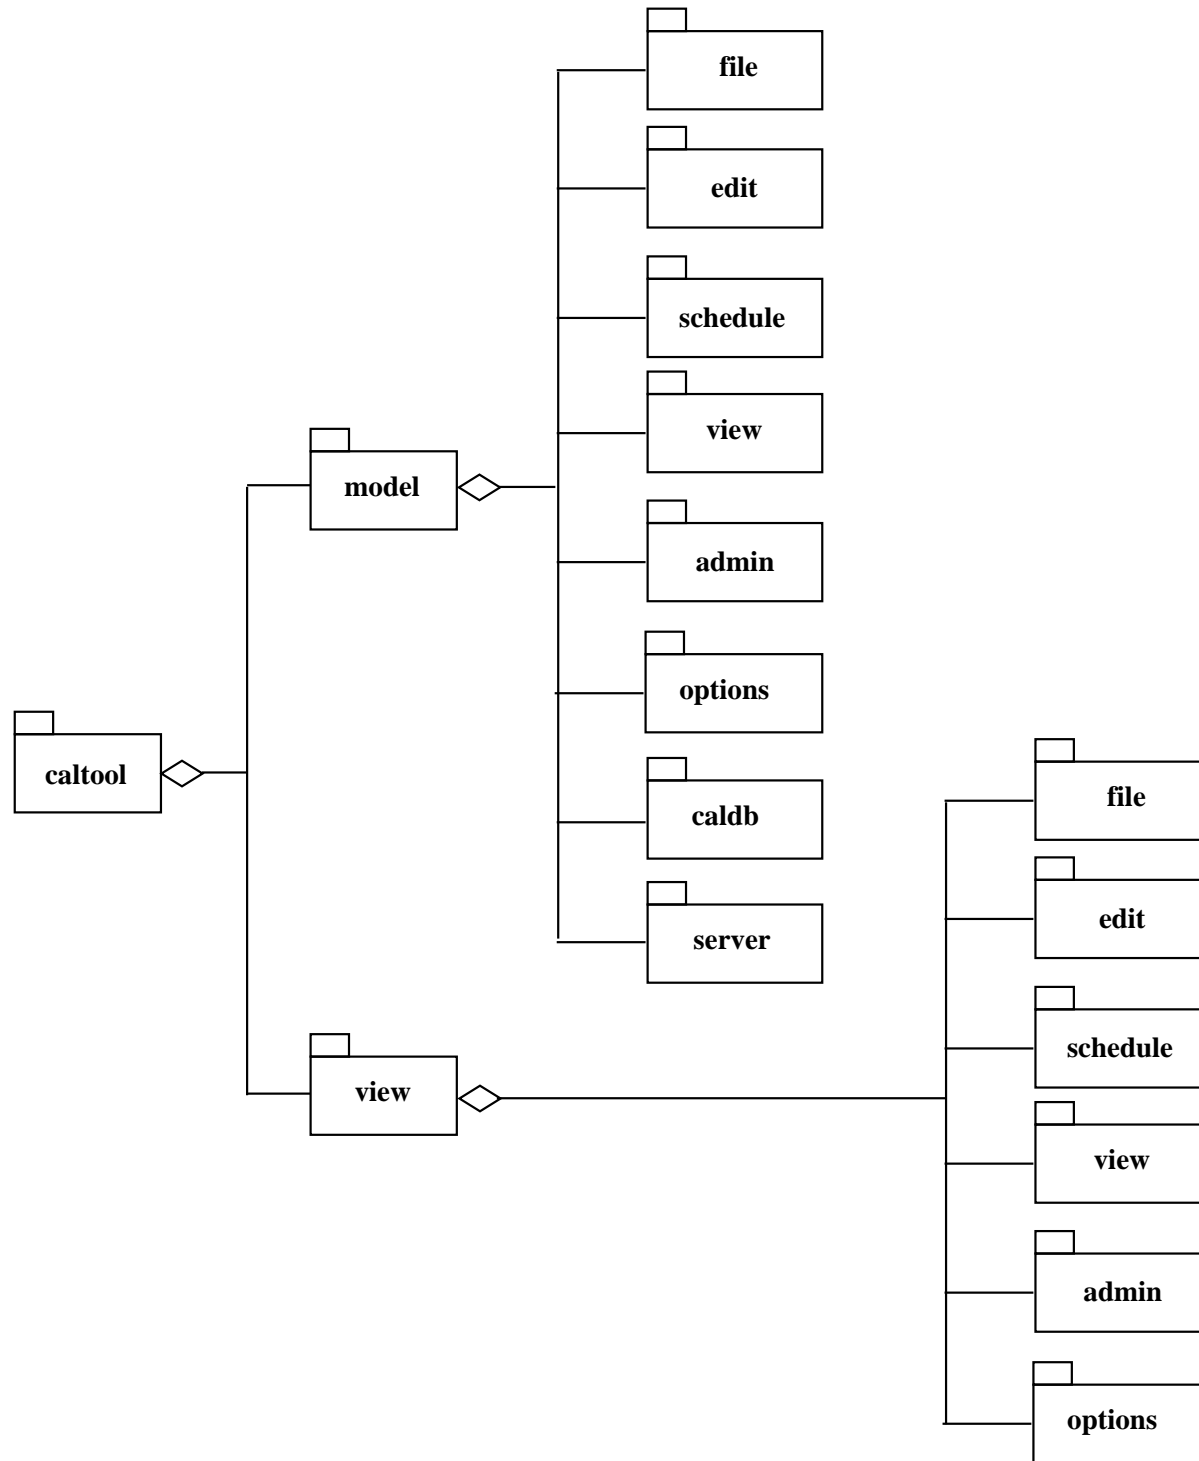 file
edit
schedule
view
model
admin
options
caltool
caldb
server
view
file
edit
schedule
view
admin
options